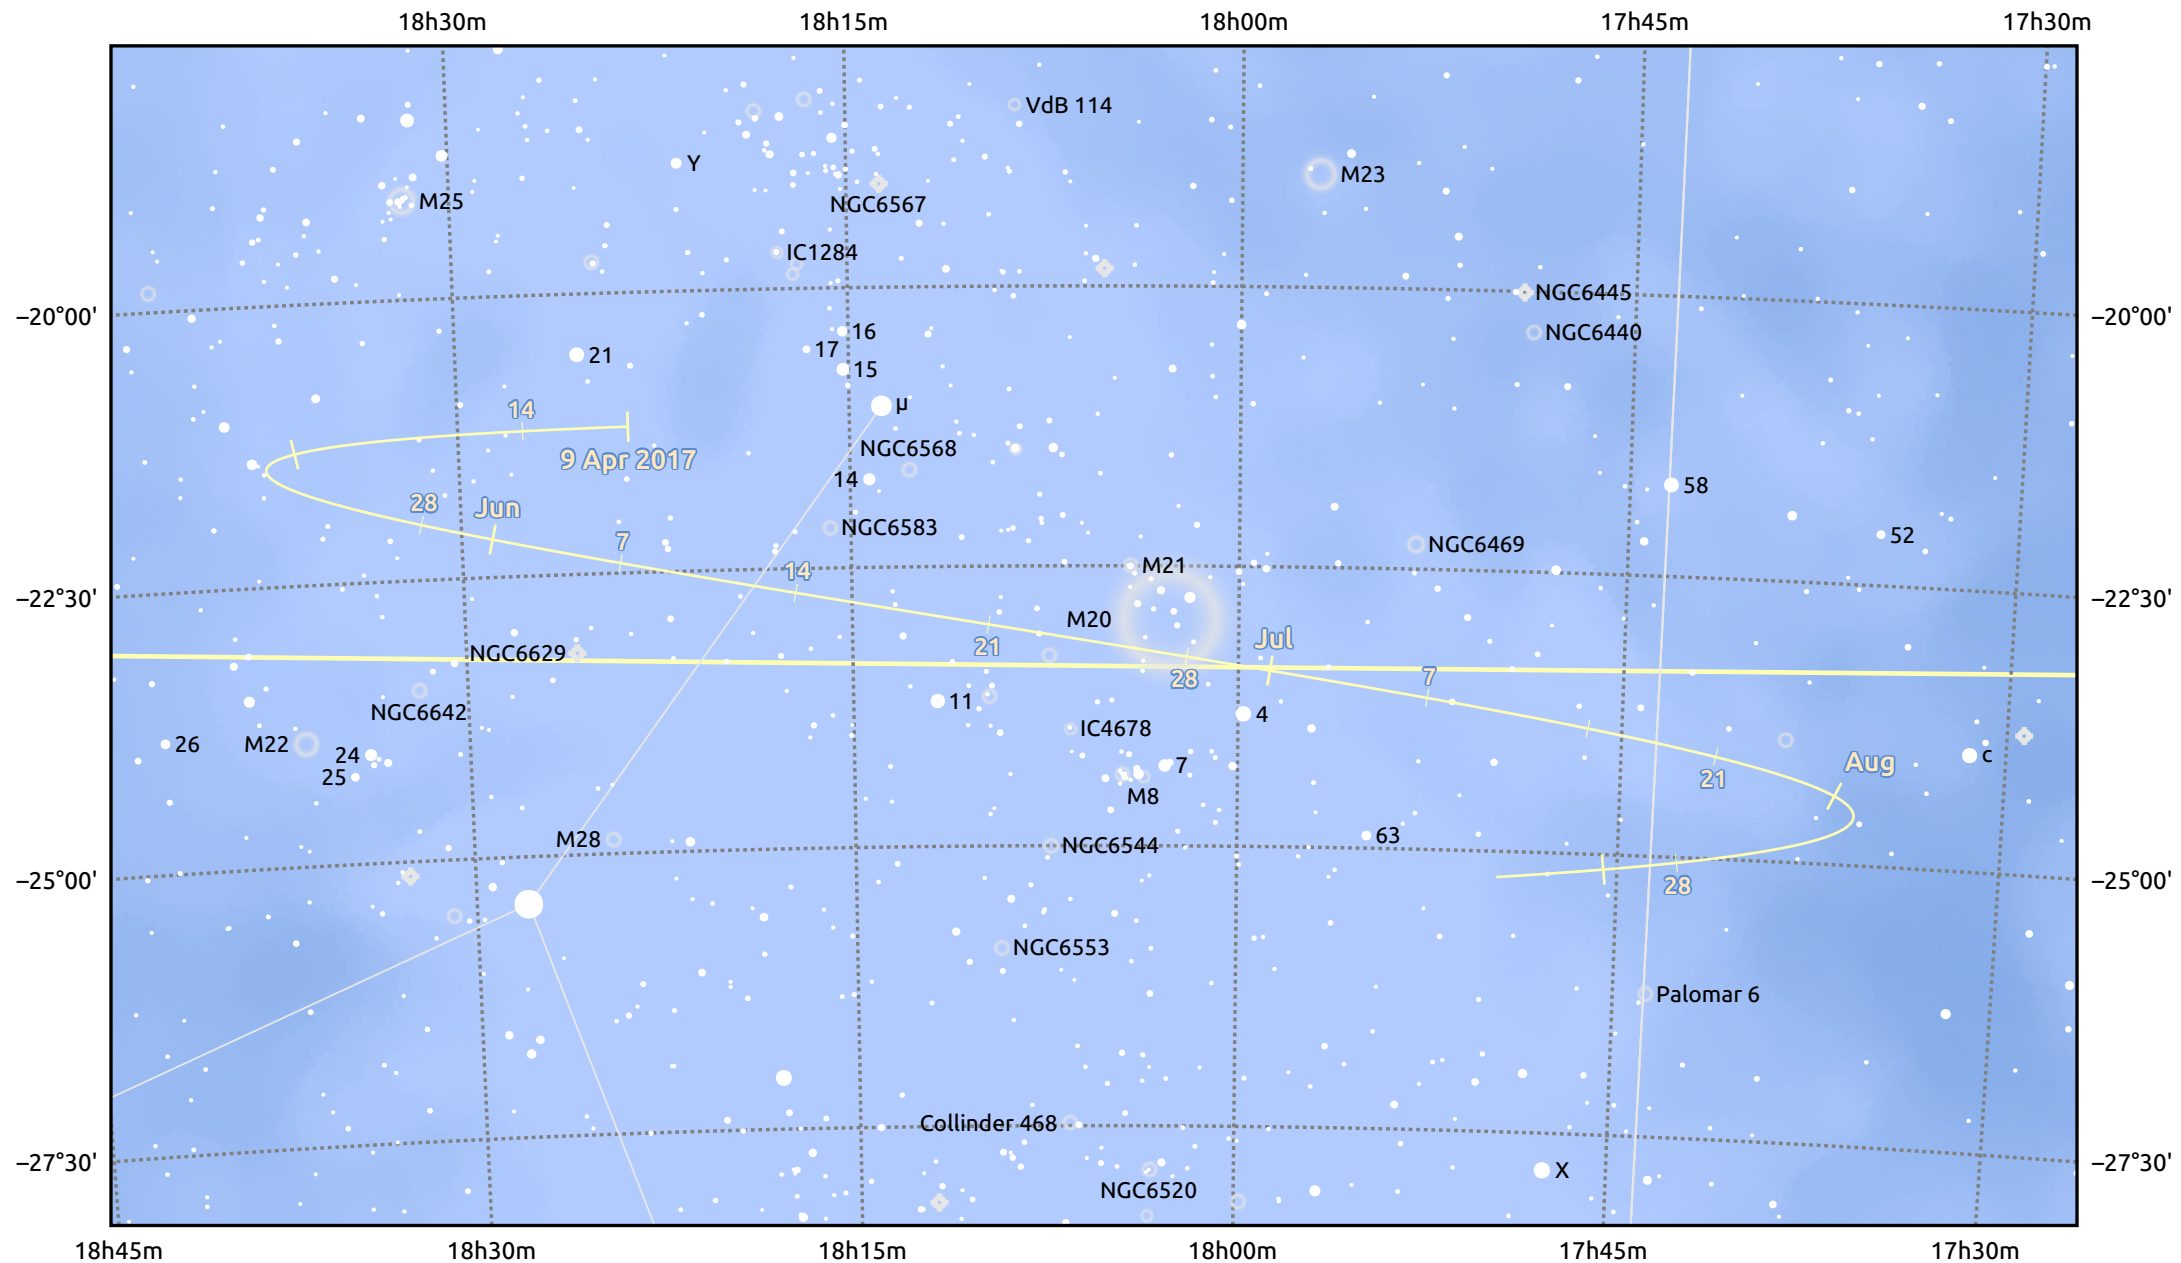 18h30m 18h15m 18h00m 17h45m 17h30m
VdB 114
Y
M23
M25
NGC6567
IC1284
NGC6445
−20°00' −20°00'
16
NGC6440
17
21
15
14
μ
NGC6568
9 Apr 2017
14
58
28
Jun
NGC6583
52
7
NGC6469
M21
14
−22°30' −22°30'
M20
Jul
21
NGC6629
28
7
11
NGC6642
4
IC4678
M22
26
24
c
Aug
7
25
21
M8
63
M28
NGC6544
−25°00' −25°00'
28
NGC6553
Palomar 6
Collinder 468
−27°30' −27°30'
X
NGC6520
18h45m 18h30m 18h15m 18h00m 17h45m 17h30m